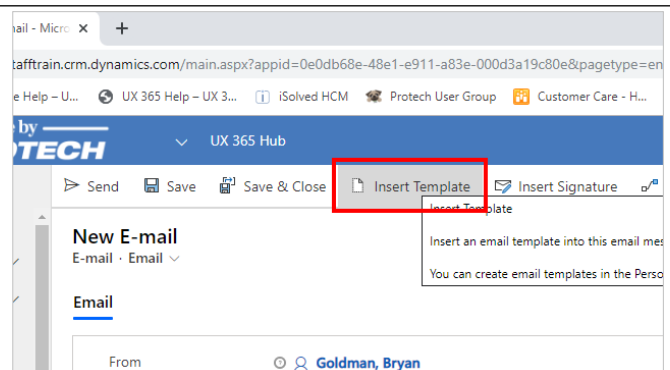 nail - Micro × +
tafftrain.crm.dynamics.com/main.aspx?appid=0e0db68e-48e1-e911-a83e-000d3a19c80e&pagetype=en
e Help – U... UX 365 Help – UX 3... iSolved HCM Protech User Group Customer Care - H...
by
OTECH UX 365 Hub
Send Save Save & Close Insert Template Insert Signature
Insert Template
New E-mail
Insert an email template into this email mes
E-mail · Email
You can create email templates in the Perso
Email
From Goldman, Bryan